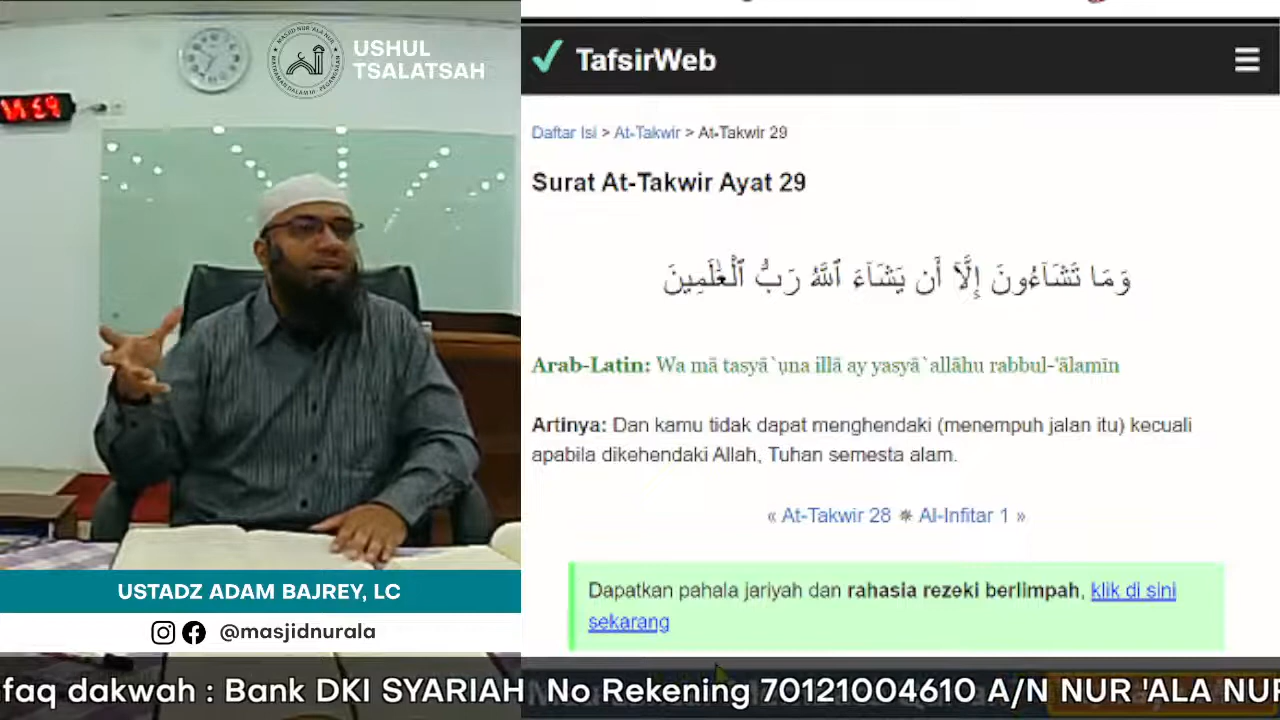 MASJID NUR 'ALA NUR
USHUL
TSALATSAH
TafsirWeb
Daftar Isi > At-Takwir > At-Takwir 29
Surat At-Takwir Ayat 29
وَمَا تَشَآءُونَ إِلَّآ أَن يَشَآءَ ٱللَّهُ رَبُّ ٱلْعَٰلَمِينَ
Arab-Latin: Wa mā tasyā`ụna illā ay yasyā`allāhu rabbul-'ālamīn
Artinya: Dan kamu tidak dapat menghendaki (menempuh jalan itu) kecuali
apabila dikehendaki Allah, Tuhan semesta alam.
« At-Takwir 28 ⁕ Al-Infitar 1 »
Dapatkan pahala jariyah dan rahasia rezeki berlimpah, klik di sini
sekarang
USTADZ ADAM BAJREY, LC
@masjidnurala
faq dakwah : Bank DKI SYARIAH No Rekening 70121004610 A/N NUR 'ALA NUR